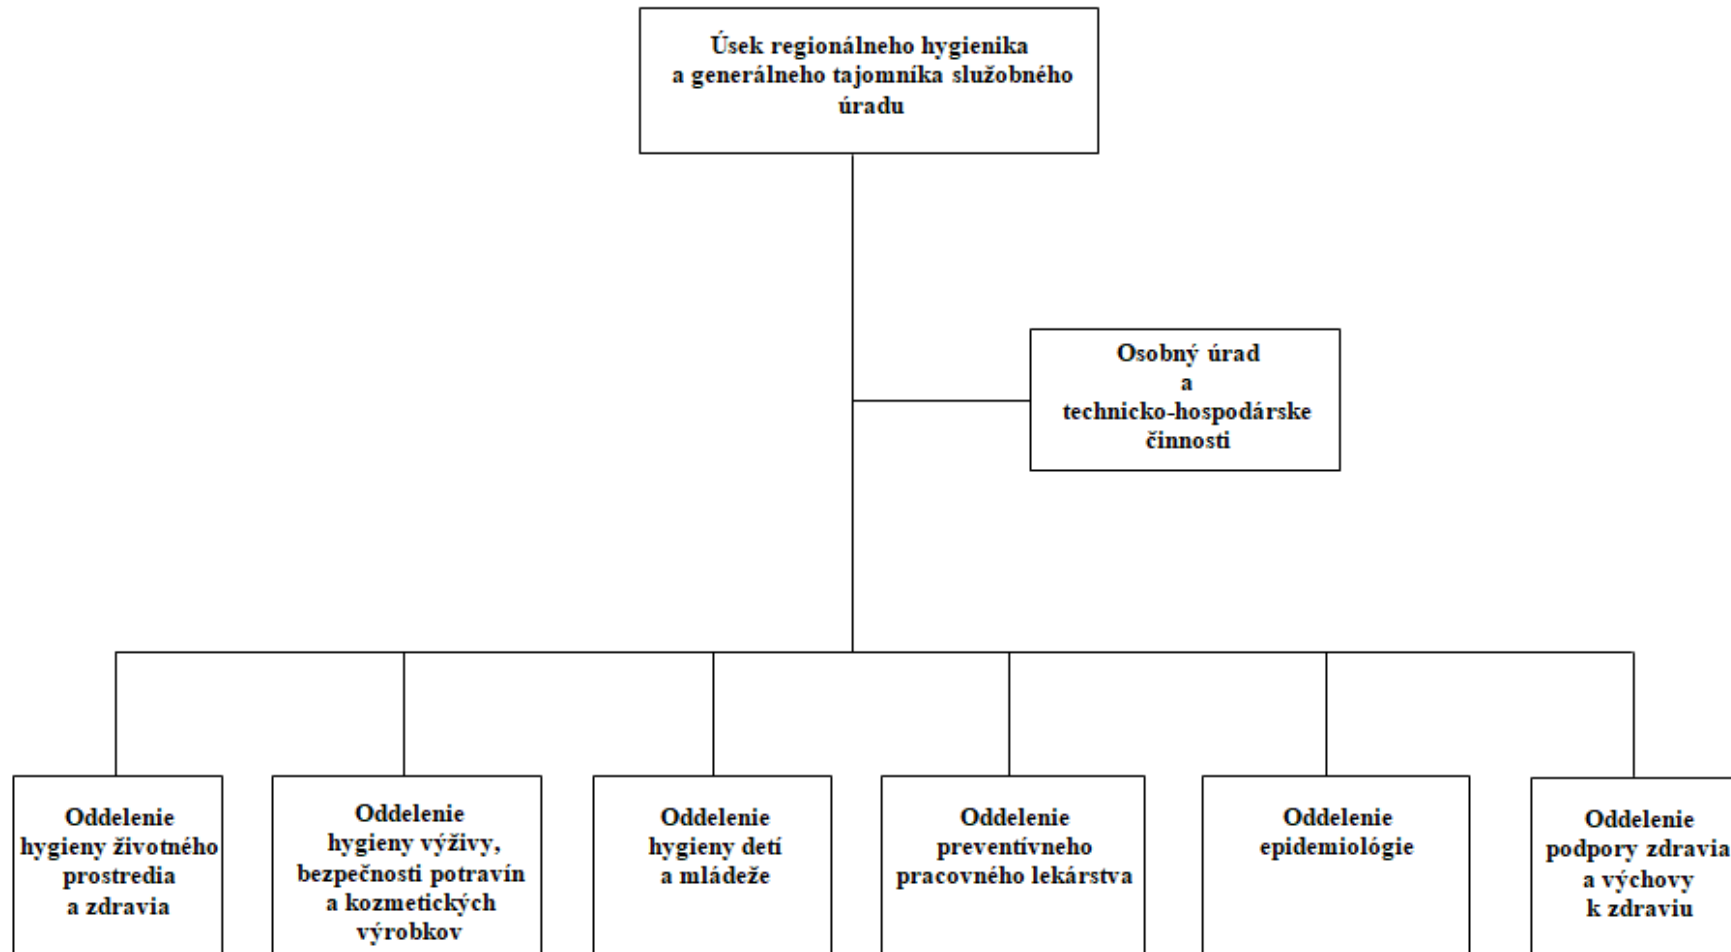 Úsek regionálneho hygienika
a generálneho tajomníka služobného
úradu
Osobný úrad
a
technicko-hospodárske
činnosti
Oddelenie
hygieny životného
prostredia
a zdravia
Oddelenie
hygieny výživy,
bezpečnosti potravín
a kozmetických
výrobkov
Oddelenie
hygieny detí
a mládeže
Oddelenie
preventívneho
pracovného lekárstva
Oddelenie
epidemiológie
Oddelenie
podpory zdravia
a výchovy
k zdraviu